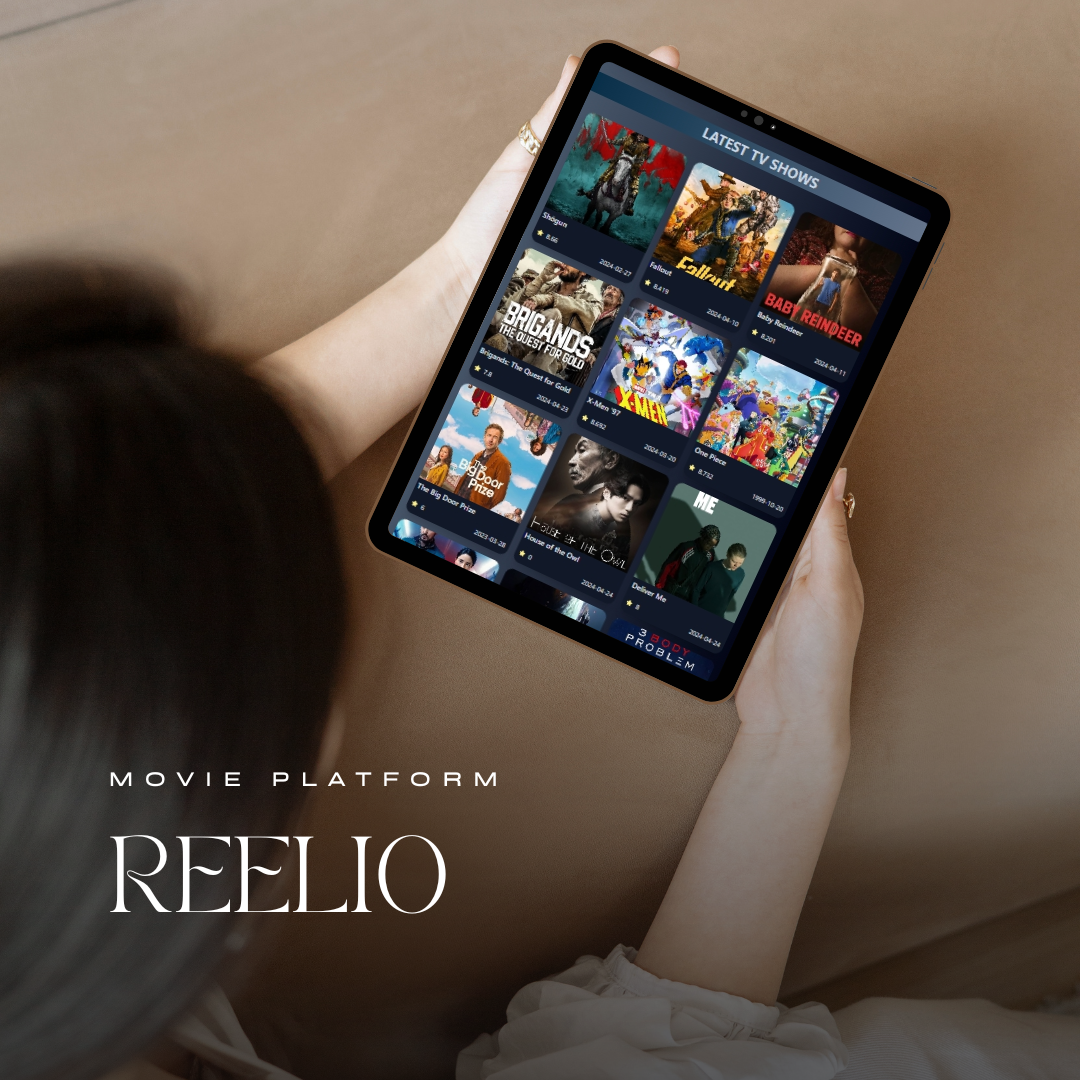 LATEST TV SHOWS
Shōgun
8.66
2024-02-27
Fallout
Fallout
8.419
2024-04-10
BABY REINDEER
Baby Reindeer
8.201
2024-04-11
BRIGANDS
THE QUEST FOR GOLD
Brigands: The Quest for Gold
7.8
2024-04-23
X-MEN
X-Men '97
8.692
2024-03-20
One Piece
8.732
1999-10-20
The
Big Door
Prize
The Big Door Prize
6
2023-03-28
HOUSE OF THE OWL
House of the Owl
0
2024-04-24
ME
Deliver Me
8
2024-04-24
3 BODY
PROBLEM
MOVIE PLATFORM
REELIO